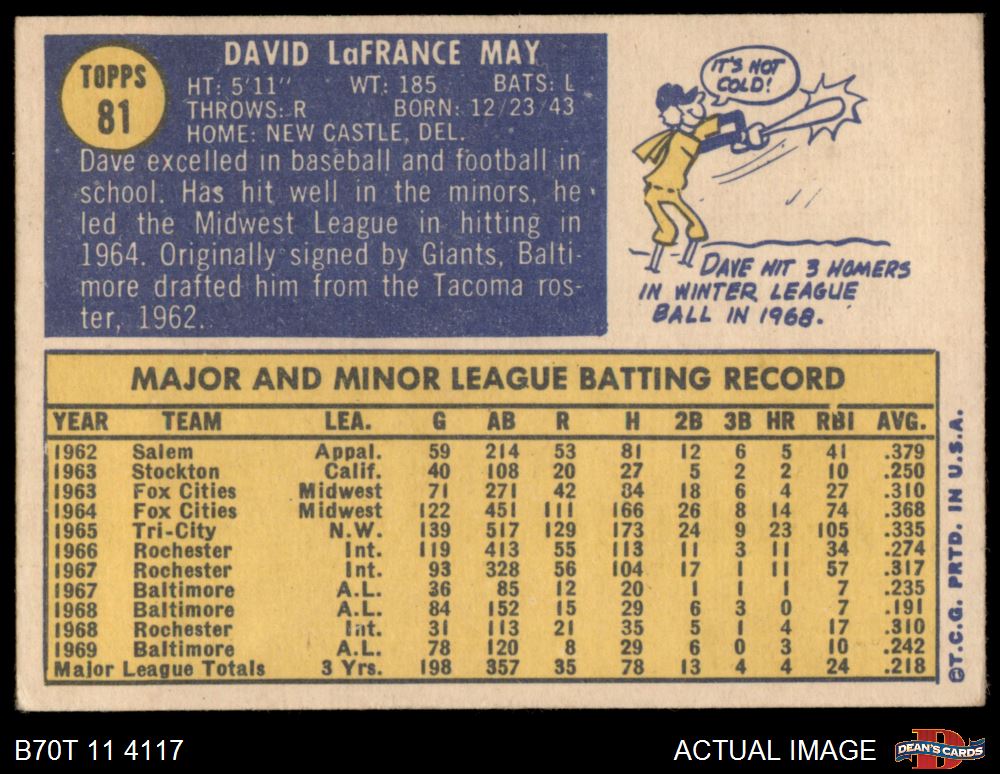 TOPPS
81
DAVID LaFRANCE MAY
HT: 5'11" WT: 185 BATS: L
THROWS: R BORN: 12/23/43
HOME: NEW CASTLE, DEL.
Dave excelled in baseball and football in
school. Has hit well in the minors, he
led the Midwest League in hitting in
1964. Originally signed by Giants, Balti-
more drafted him from the Tacoma ros-
ter, 1962.
IT'S NOT
COLD!
DAVE HIT 3 HOMERS
IN WINTER LEAGUE
BALL IN 1968.
MAJOR AND MINOR LEAGUE BATTING RECORD
YEAR TEAM LEA. G AB R H 2B 3B HR RBI AVG.
1962 Salem Appal. 59 214 53 81 12 6 5 41 .379
1963 Stockton Calif. 40 108 20 27 5 2 2 10 .250
1963 Fox Cities Midwest 71 271 42 84 18 6 4 27 .310
1964 Fox Cities Midwest 122 451 111 166 26 8 14 74 .368
1965 Tri-City N.W. 139 517 129 173 24 9 23 105 .335
1966 Rochester Int. 119 413 55 113 11 3 11 34 .274
1967 Rochester Int. 93 328 56 104 17 1 11 57 .317
1967 Baltimore A.L. 36 85 12 20 1 1 1 7 .235
1968 Baltimore A.L. 84 152 15 29 6 3 0 7 .191
1968 Rochester Int. 31 113 21 35 5 1 4 17 .310
1969 Baltimore A.L. 78 120 8 29 6 0 3 10 .242
Major League Totals 3 Yrs. 198 357 35 78 13 4 4 24 .218
©T.C.G. PRTD. IN U.S.A.
B70T 11 4117
ACTUAL IMAGE
D
DEAN'S CARDS